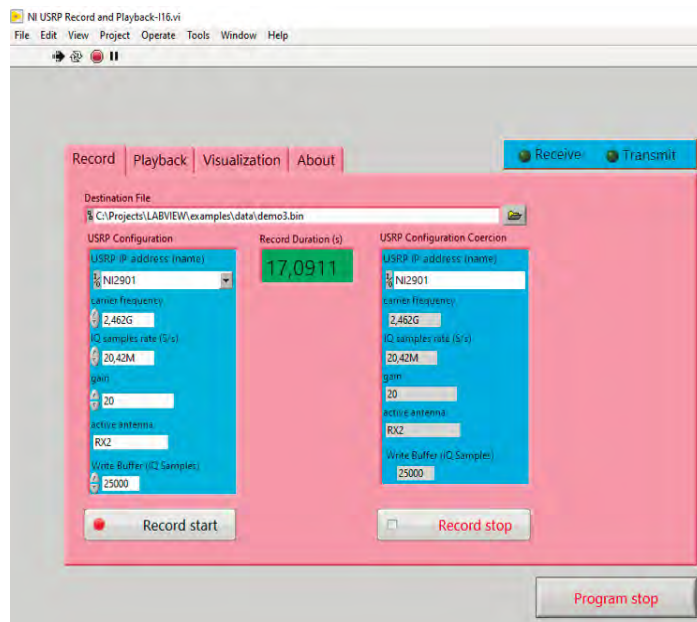 NI USRP Record and Playback-I16.vi
File Edit View Project Operate Tools Window Help
Record Playback Visualization About
Receive Transmit
Destination File
C:\Projects\LABVIEW\examples\data\demo3.bin
USRP Configuration
USRP IP address (name)
NI2901
carrier frequency
2,462G
IQ samples rate (S/s)
20,42M
gain
20
active antenna
RX2
Write Buffer (IQ Samples)
25000
Record Duration (s)
17,0911
USRP Configuration Coercion
USRP IP address (name)
NI2901
carrier frequency
2,462G
IQ samples rate (S/s)
20,42M
gain
20
active antenna
RX2
Write Buffer (IQ Samples)
25000
Record start
Record stop
Program stop